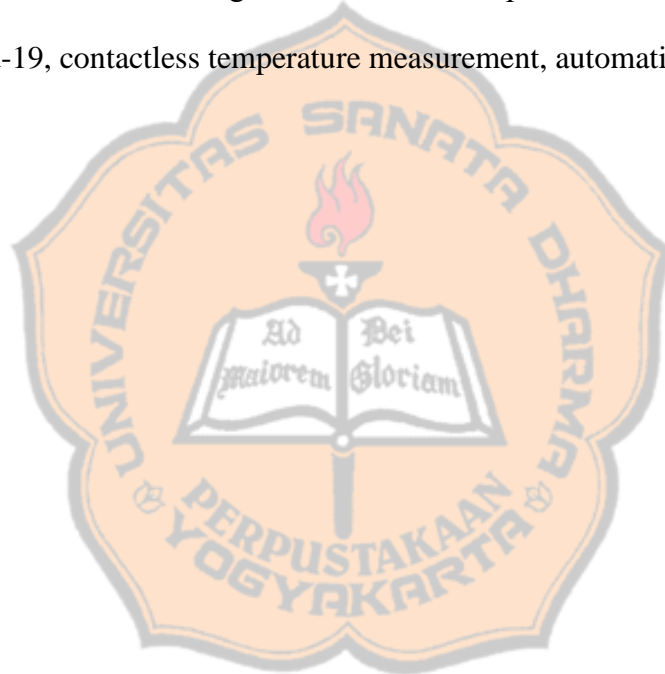 -19, contactless temperature measurement, automati
UNIVERSITAS SANATA DHARMA
Ad Dei
Maiorem Gloriam
PERPUSTAKAAN
YOGYAKARTA